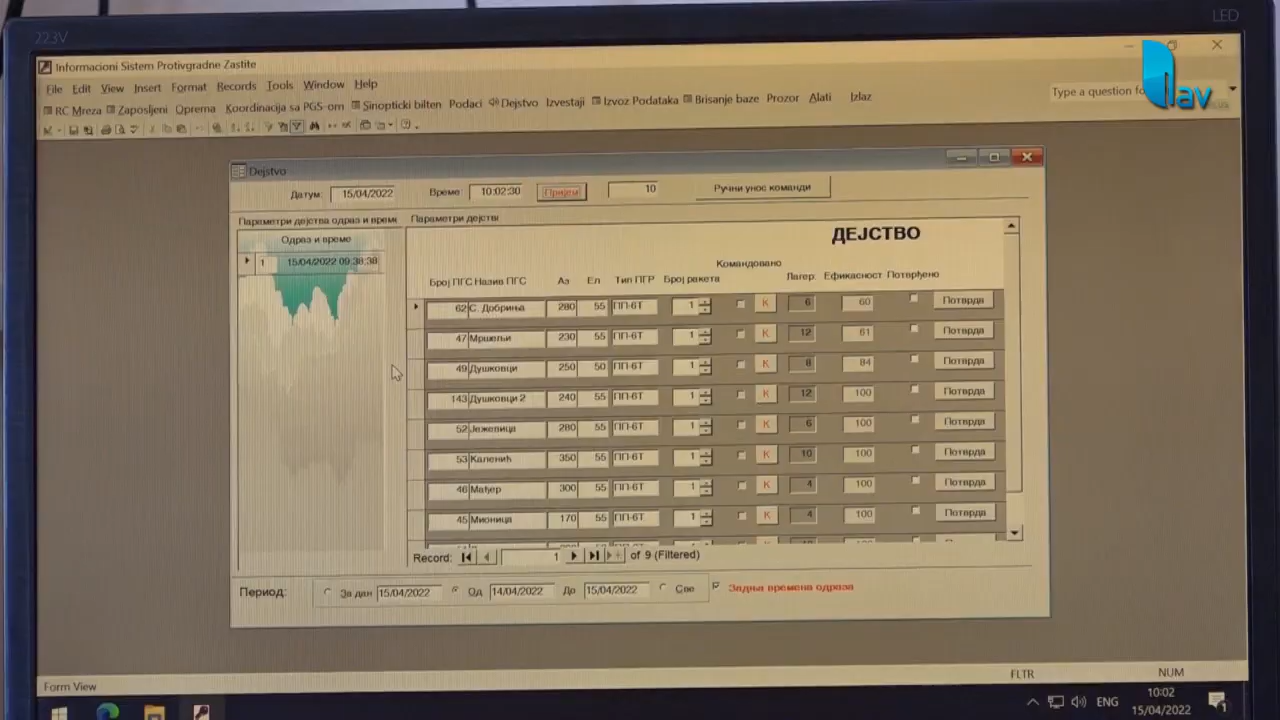 223V
LED
Informacioni Sistem Protivgradne Zastite
File Edit View Insert Format Records Tools Window Help
Type a question fo
lav
RC Mreza Zaposljeni Oprema Koordinacija sa PGS-om Sinopticki bilten Podaci Dejstvo Izvestaji Izvoz Podataka Brisanje baze Prozor Alati Izlaz
Dejstvo
Датум: 15/04/2022 Време: 10:02:30 Пријем 10 Ручни унос команди
Параметри дејства одраз и време Параметри дејств
Одраз и време
ДЕЈСТВО
1 15/04/2022 09:38:38
Командовано
Број ПГС Назив ПГС Аз Ел Тип ПГР Број ракета Лагер: Ефикасност Потврђено
62 С. Добриња 280 55 ПП-6Т 1 К 6 60 Потврда
47 Мршељи 230 55 ПП-6Т 1 К 12 61 Потврда
49 Душковци 250 50 ПП-6Т 1 К 8 84 Потврда
143 Душковци 2 240 55 ПП-6Т 1 К 12 100 Потврда
52 Јежевица 280 55 ПП-6Т 1 К 6 100 Потврда
53 Каленић 350 55 ПП-6Т 1 К 10 100 Потврда
46 Мађер 300 55 ПП-6Т 1 К 4 100 Потврда
45 Мионица 170 55 ПП-6Т 1 К 4 100 Потврда
Record: 1 of 9 (Filtered)
Период: За дан 15/04/2022 Од 14/04/2022 До 15/04/2022 Све Задња времена одраза
Form View FLTR NUM
ENG 10:02
15/04/2022 1